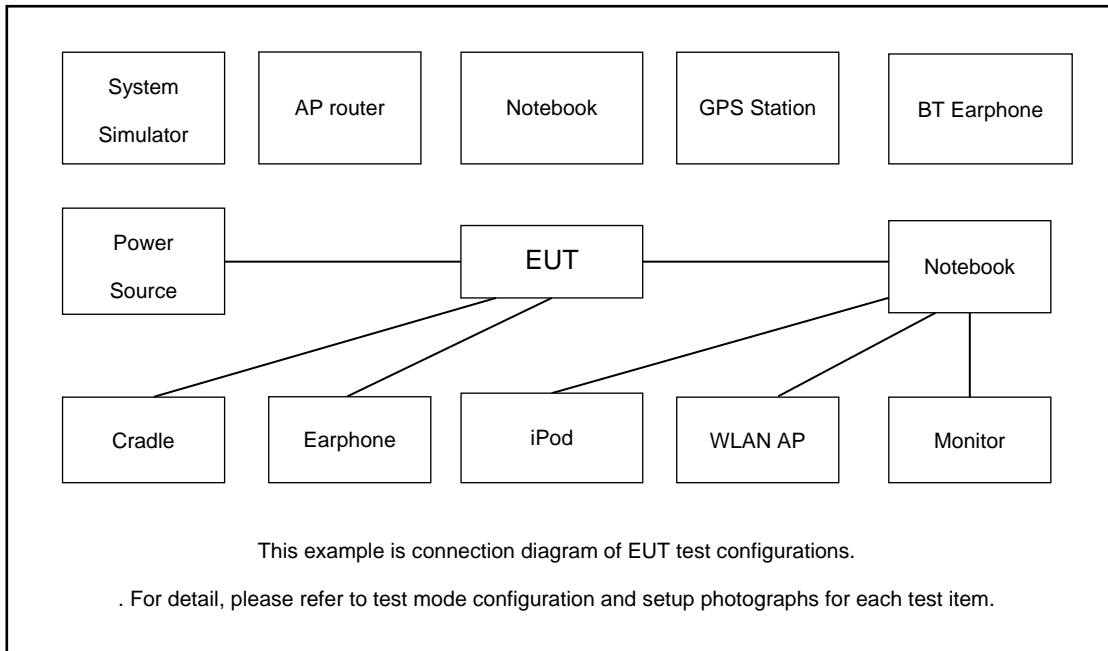 System
Simulator
AP router
Notebook
GPS Station
BT Earphone
Power
Source
EUT
Notebook
Cradle
Earphone
iPod
WLAN AP
Monitor
This example is connection diagram of EUT test configurations.
. For detail, please refer to test mode configuration and setup photographs for each test item.